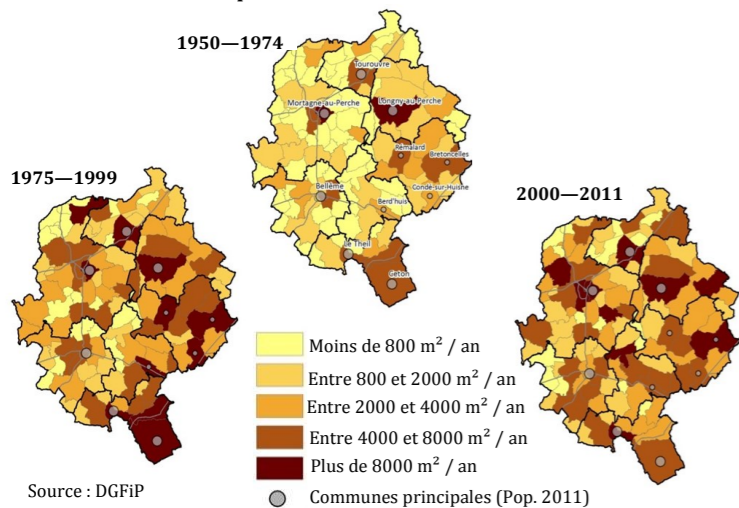 1950—1974
Tourouvre
Mortagne-au-Perche
Longny-au-Perche
Rémalard
Bretoncelles
1975—1999
Bellême
Condé-sur-Huisne
Berd'huis
2000—2011
Le Theil
Ceton
Moins de 800 m² / an
Entre 800 et 2000 m² / an
Entre 2000 et 4000 m² / an
Entre 4000 et 8000 m² / an
Plus de 8000 m² / an
Source : DGFiP
Communes principales (Pop. 2011)